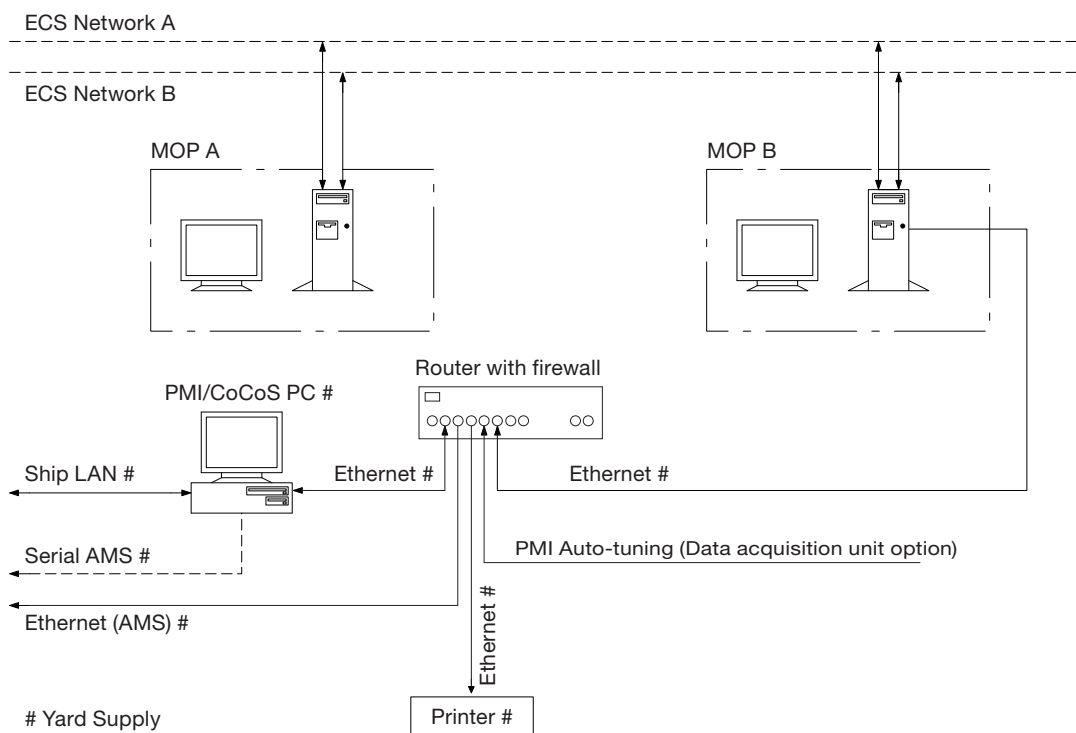 ECS Network A
ECS Network B
MOP A
MOP B
Router with firewall
PMI/CoCoS PC #
Ship LAN #
Ethernet #
Ethernet #
Serial AMS #
PMI Auto-tuning (Data acquisition unit option)
Ethernet (AMS) #
Ethernet #
# Yard Supply
Printer #